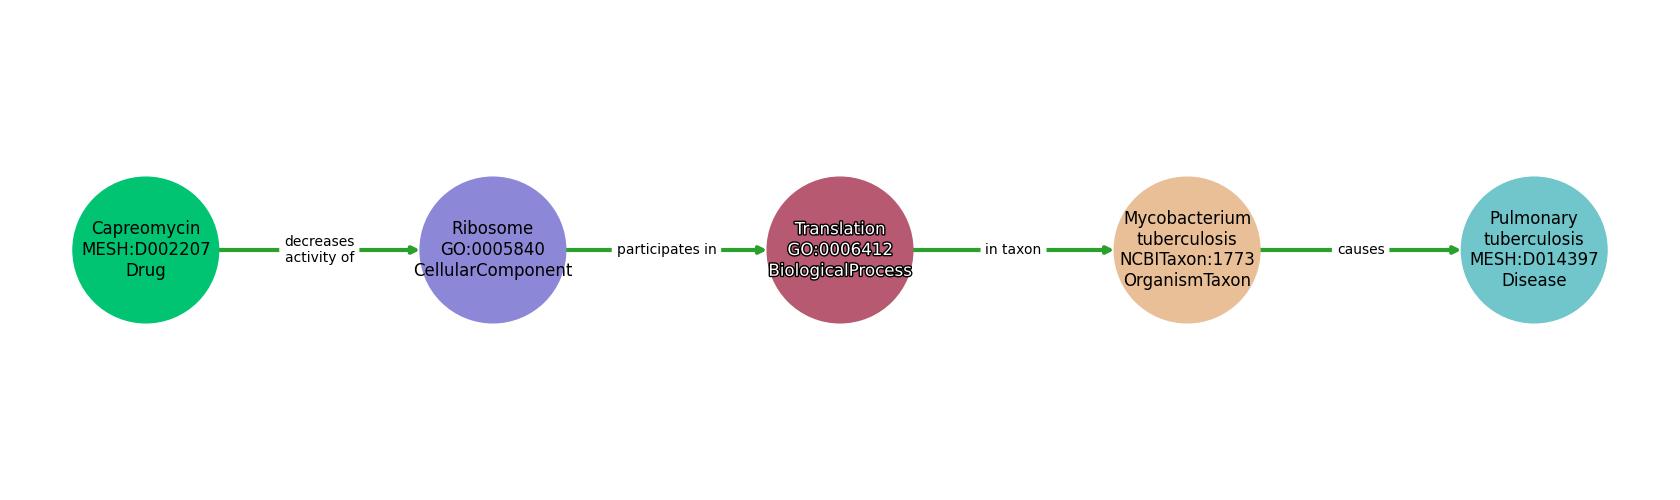 Capreomycin
MESH:D002207
Drug
decreases
activity of
Ribosome
GO:0005840
CellularComponent
participates in
Translation
GO:0006412
BiologicalProcess
in taxon
Mycobacterium
tuberculosis
NCBITaxon:1773
OrganismTaxon
causes
Pulmonary
tuberculosis
MESH:D014397
Disease